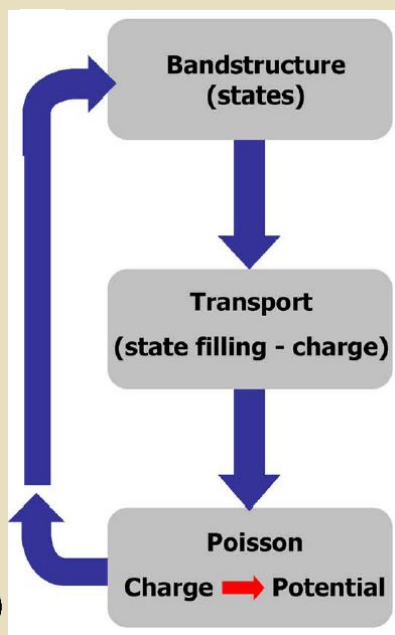 Bandstructure
(states)
Transport
(state filling - charge)
Poisson
Charge Potential
)